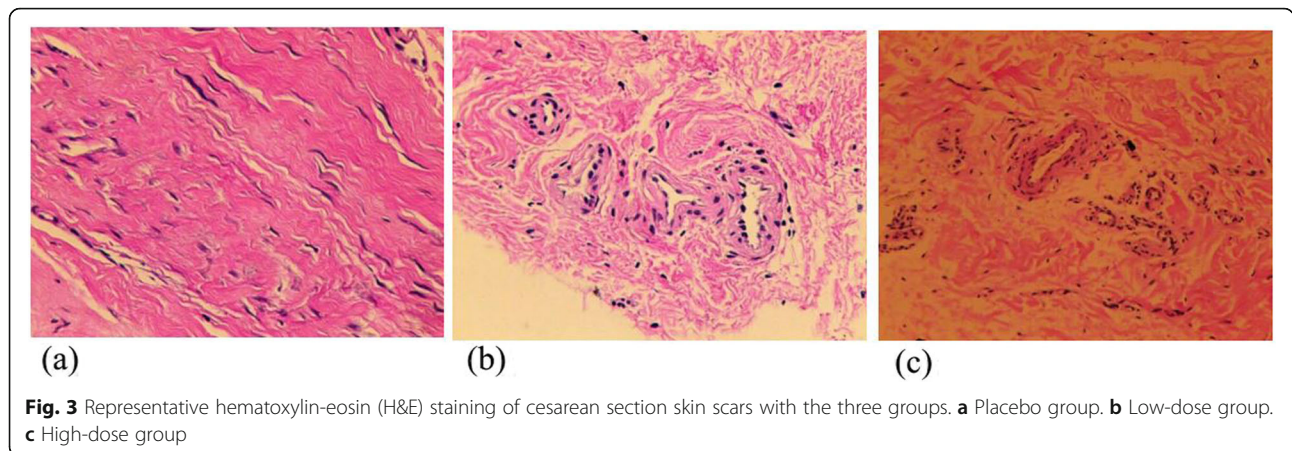 (a)
(b)
(c)
Fig. 3 Representative hematoxylin-eosin (H&E) staining of cesarean section skin scars with the three groups. a Placebo group. b Low-dose group.
c High-dose group